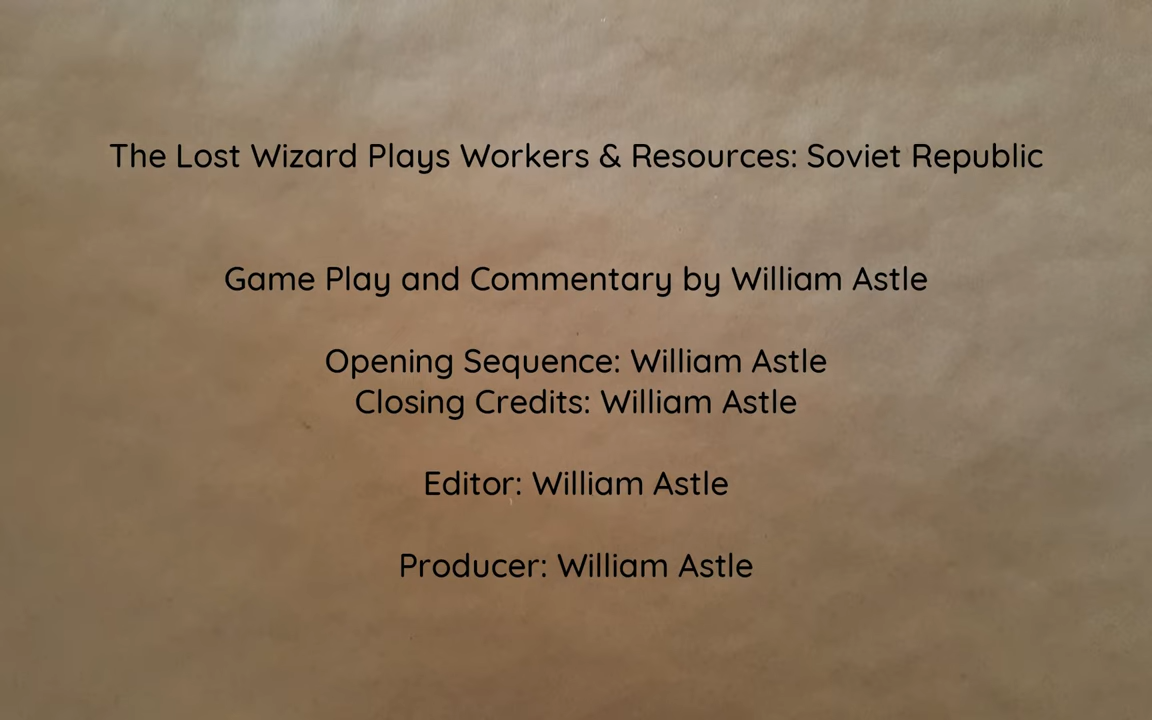 The Lost Wizard Plays Workers & Resources: Soviet Republic
Game Play and Commentary by William Astle
Opening Sequence: William Astle
Closing Credits: William Astle
Editor: William Astle
Producer: William Astle